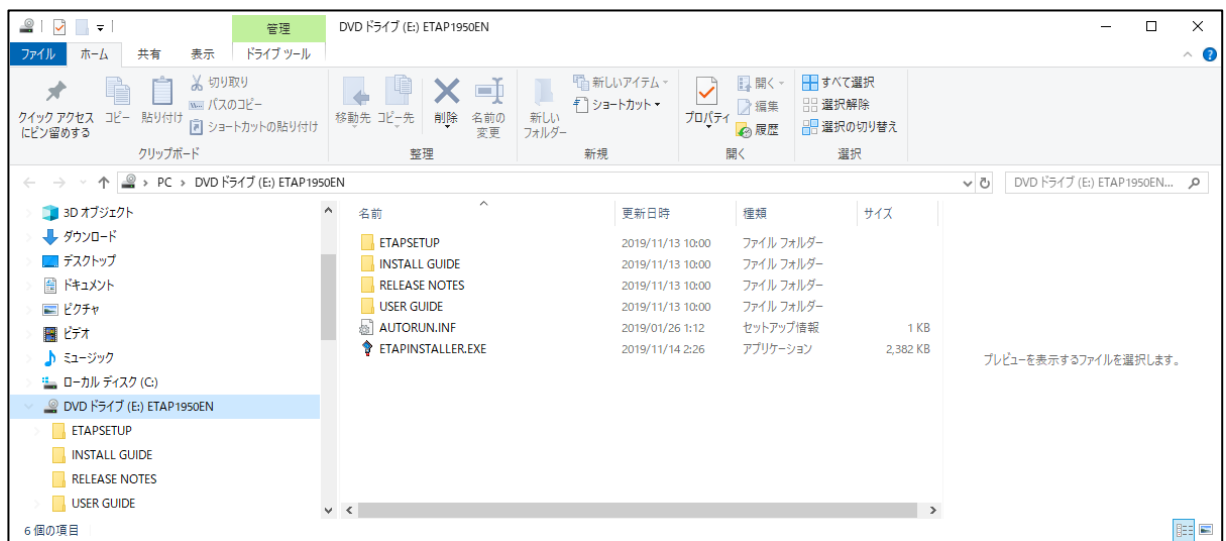 管理 DVD ドライブ (E:) ETAP1950EN
ファイル ホーム 共有 表示 ドライブ ツール
クイック アクセス
にピン留めする
コピー
貼り付け
切り取り
パスのコピー
ショートカットの貼り付け
クリップボード
移動先 コピー先 削除 名前の
変更
整理
新しい
フォルダー
新しいアイテム
ショートカット
新規
プロパティ
開く
編集
履歴
開く
すべて選択
選択解除
選択の切り替え
選択
PC > DVD ドライブ (E:) ETAP1950EN
DVD ドライブ (E:) ETAP1950EN...
3D オブジェクト
ダウンロード
デスクトップ
ドキュメント
ピクチャ
ビデオ
ミュージック
ローカル ディスク (C:)
DVD ドライブ (E:) ETAP1950EN
ETAPSETUP
INSTALL GUIDE
RELEASE NOTES
USER GUIDE
名前 更新日時 種類 サイズ
ETAPSETUP 2019/11/13 10:00 ファイル フォルダー
INSTALL GUIDE 2019/11/13 10:00 ファイル フォルダー
RELEASE NOTES 2019/11/13 10:00 ファイル フォルダー
USER GUIDE 2019/11/13 10:00 ファイル フォルダー
AUTORUN.INF 2019/01/26 1:12 セットアップ情報 1 KB
ETAPINSTALLER.EXE 2019/11/14 2:26 アプリケーション 2,382 KB
プレビューを表示するファイルを選択します。
6 個の項目